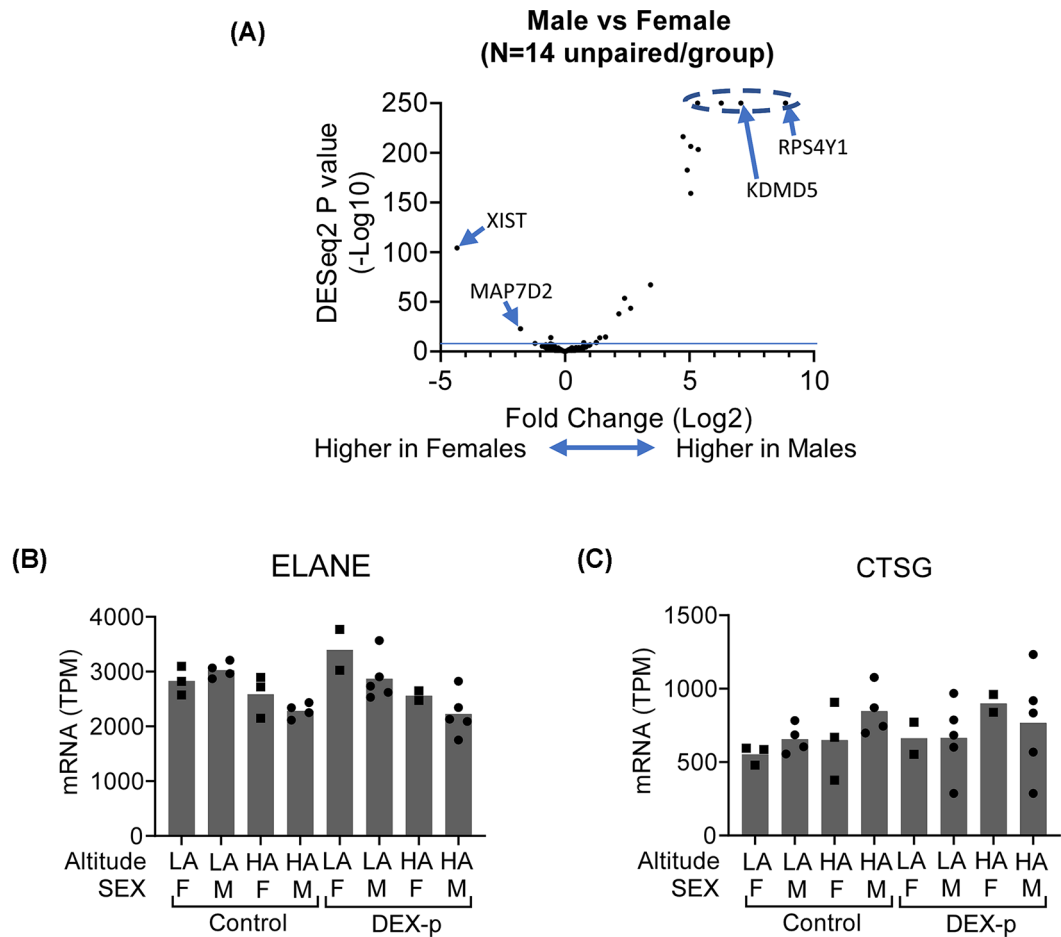 (A)
Male vs Female
(N=14 unpaired/group)
DESeq2 P value
(-Log10)
250
200
150
100
50
0
-5
0
5
10
XIST
MAP7D2
RPS4Y1
KDMD5
Fold Change (Log2)
Higher in Females
Higher in Males
(B)
ELANE
mRNA (TPM)
4000
3000
2000
1000
0
Altitude LA LA HA HA LA LA HA HA
SEX F M F M F M F M
Control DEX-p
(C)
CTSG
mRNA (TPM)
1500
1000
500
0
Altitude LA LA HA HA LA LA HA HA
SEX F M F M F M F M
Control DEX-p